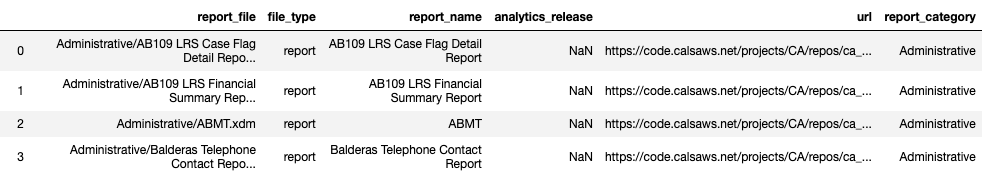 report_file file_type report_name analytics_release url report_category
0 Administrative/AB109 LRS Case Flag Detail Repo... report AB109 LRS Case Flag Detail Report NaN https://code.calsaws.net/projects/CA/repos/ca_... Administrative
1 Administrative/AB109 LRS Financial Summary Rep... report AB109 LRS Financial Summary Report NaN https://code.calsaws.net/projects/CA/repos/ca_... Administrative
2 Administrative/ABMT.xdm report ABMT NaN https://code.calsaws.net/projects/CA/repos/ca_... Administrative
3 Administrative/Balderas Telephone Contact Repo... report Balderas Telephone Contact Report NaN https://code.calsaws.net/projects/CA/repos/ca_... Administrative